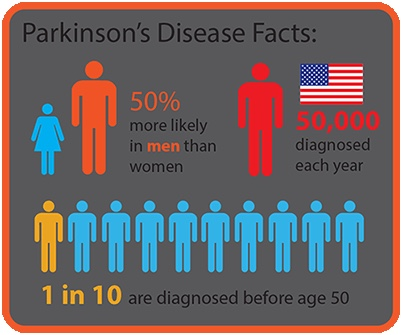 Parkinson's Disease Facts:
50%
more likely
in men than
women
50,000
diagnosed
each year
1 in 10 are diagnosed before age 50